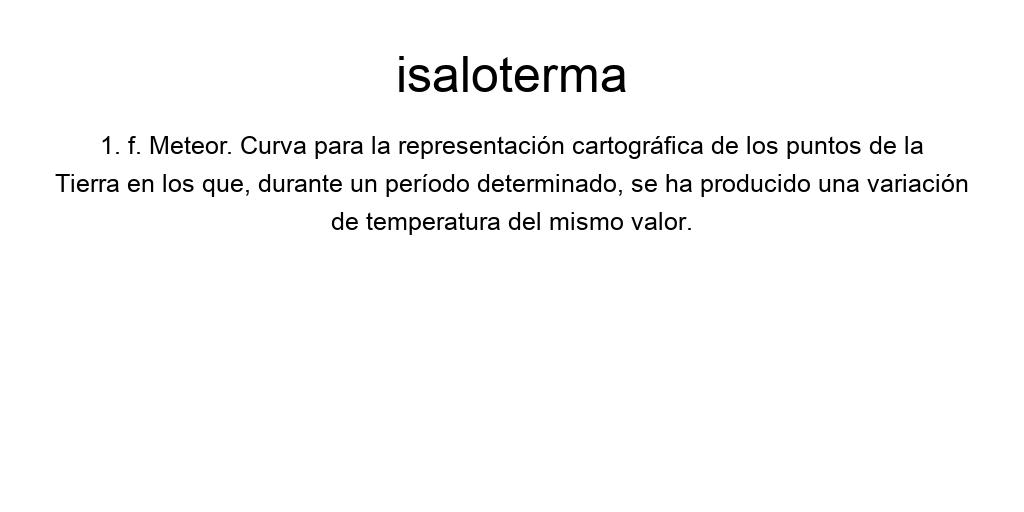 isaloterma
1. f. Meteor. Curva para la representación cartográfica de los puntos de la
Tierra en los que, durante un período determinado, se ha producido una variación
de temperatura del mismo valor.